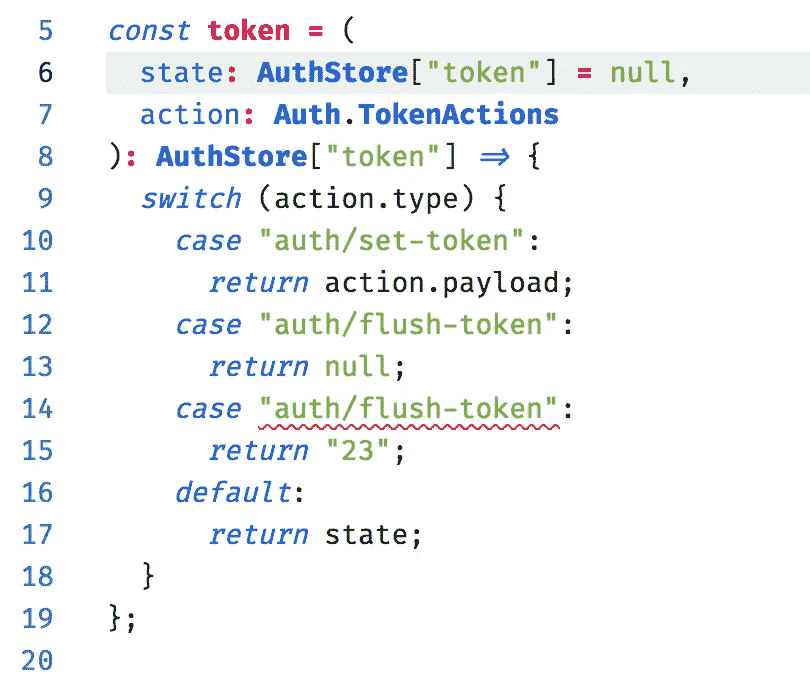 5 const token = (
6 state: AuthStore["token"] = null,
7 action: Auth.TokenActions
8 ): AuthStore["token"] => {
9 switch (action.type) {
10 case "auth/set-token":
11 return action.payload;
12 case "auth/flush-token":
13 return null;
14 case "auth/flush-token":
15 return "23";
16 default:
17 return state;
18 }
19 };
20